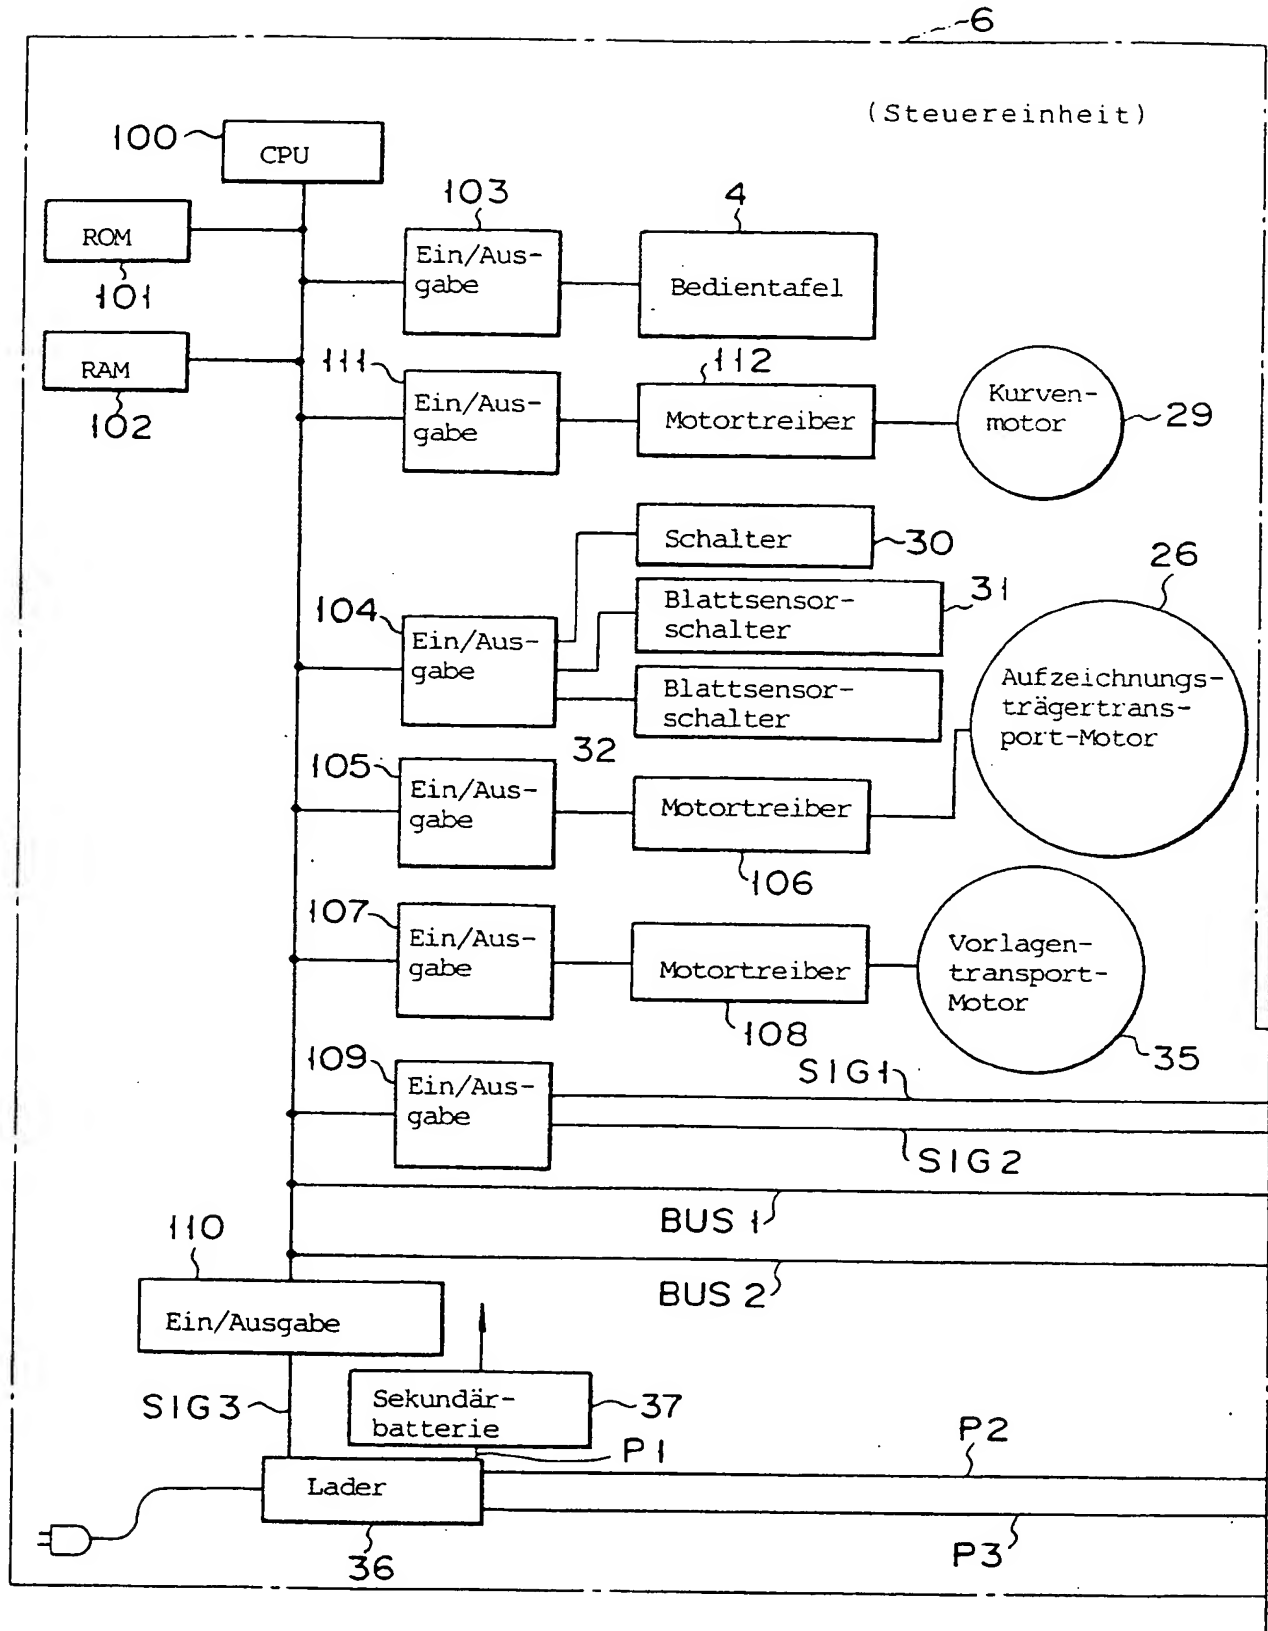 6
(Steuereinheit)
100
CPU
103
4
ROM
101
Ein/Aus-
gabe
Bedientafel
RAM
102
111
Ein/Aus-
gabe
112
Motortreiber
Kurven-
motor
29
Schalter
30
26
104
Ein/Aus-
gabe
Blattsensor-
schalter
31
Blattsensor-
schalter
32
Aufzeichnungs-
trägertrans-
port-Motor
105
Ein/Aus-
gabe
Motortreiber
106
107
Ein/Aus-
gabe
Motortreiber
108
Vorlagen-
transport-
Motor
35
109
Ein/Aus-
gabe
SIG1
SIG2
BUS 1
BUS 2
110
Ein/Ausgabe
SIG3
Sekundär-
batterie
37
P1
P2
Lader
36
P3